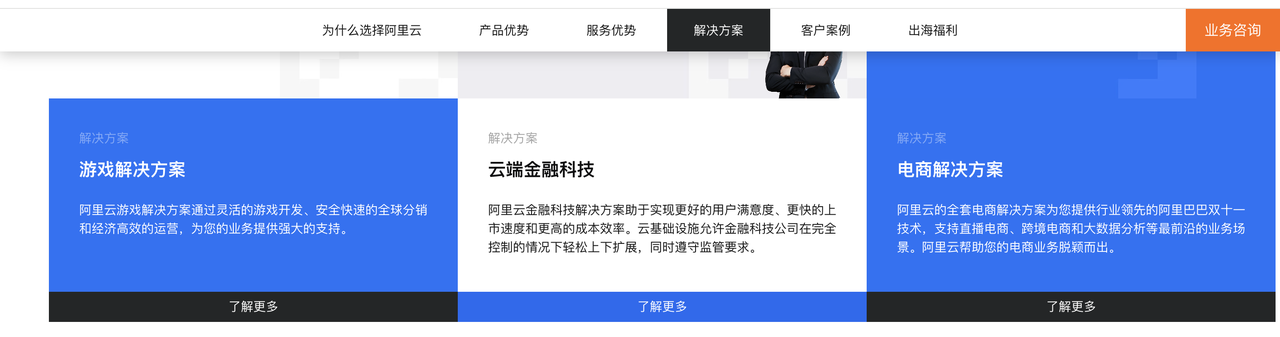 为什么选择阿里云
产品优势
服务优势
解决方案
客户案例
出海福利
业务咨询
解决方案
游戏解决方案
阿里云游戏解决方案通过灵活的游戏开发、安全快速的全球分销
和经济高效的运营，为您的业务提供强大的支持。
了解更多
解决方案
云端金融科技
阿里云金融科技解决方案助于实现更好的用户满意度、更快的上
市速度和更高的成本效率。云基础设施允许金融科技公司在完全
控制的情况下轻松上下扩展，同时遵守监管要求。
了解更多
解决方案
电商解决方案
阿里云的全套电商解决方案为您提供行业领先的阿里巴巴双十一
技术，支持直播电商、跨境电商和大数据分析等最前沿的业务场
景。阿里云帮助您的电商业务脱颖而出。
了解更多